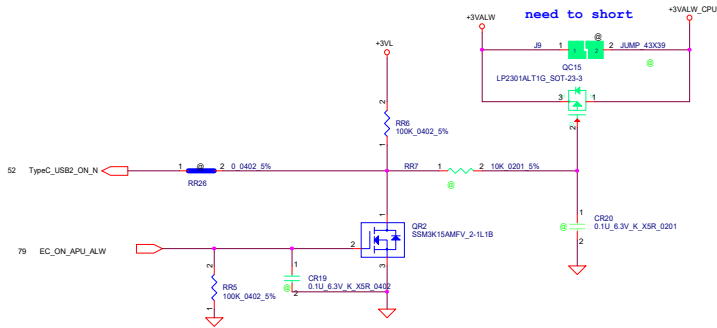 need to short
+3VALW
+3VALW_CPU
@
J9 1 1 2 2 JUMP_43X39
@
+3VL
QC15
LP2301ALT1G_SOT-23-3
3 1
2
2
RR6
100K_0402_5%
1
52 TypeC_USB2_ON_N 1 @ 2 0_0402_5% RR7 1 2 10K_0201_5%
RR26
@
1
1
CR20
@ 0.1U_6.3V_K_X5R_0201
2
QR2
SSM3K15AMFV_2-1L1B
79 EC_ON_APU_ALW 2
3
2
RR5
100K_0402_5%
1
1
CR19
@ 0.1U_6.3V_K_X5R_0402
2